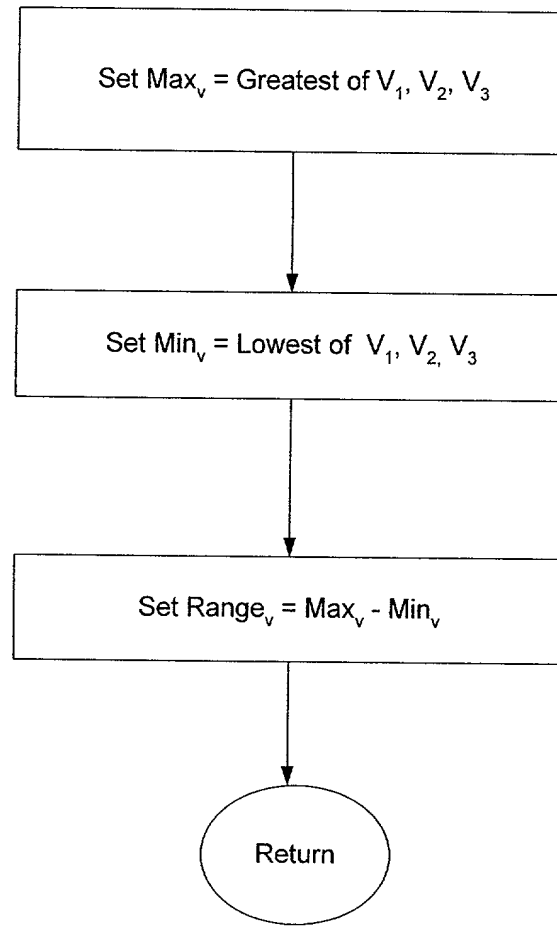 Set Maxᵥ = Greatest of V₁, V₂, V₃
Set Minᵥ = Lowest of V₁, V₂, V₃
Set Rangeᵥ = Maxᵥ - Minᵥ
Return